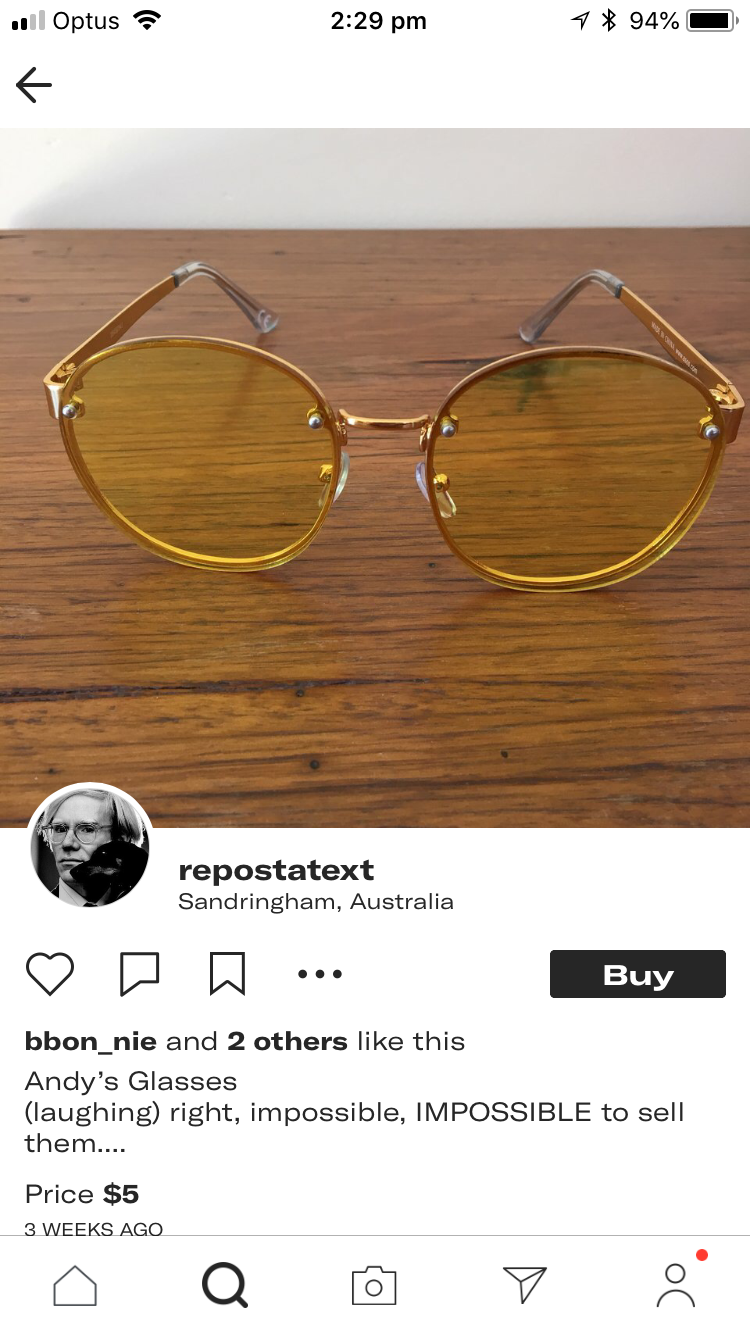 Optus 2:29 pm 94%
repostatext
Sandringham, Australia
Buy
bbon_nie and 2 others like this
Andy’s Glasses
(laughing) right, impossible, IMPOSSIBLE to sell
them....
Price $5
3 WEEKS AGO